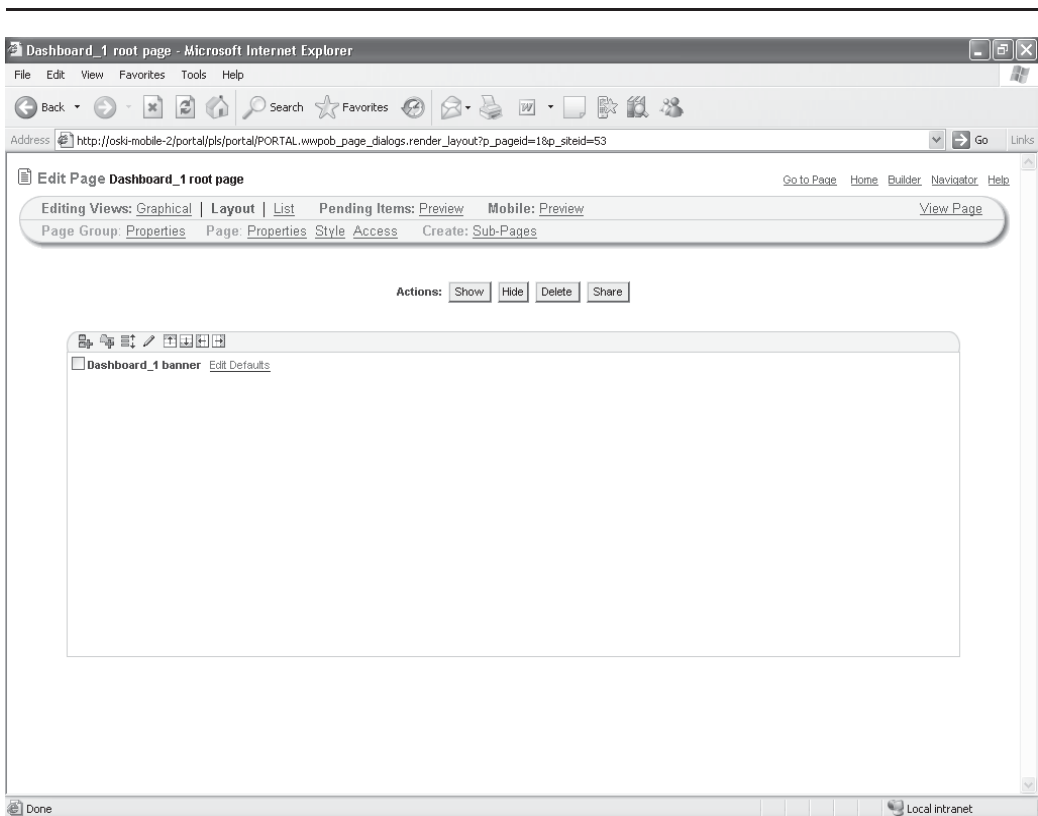 Dashboard_1 root page - Microsoft Internet Explorer
File Edit View Favorites Tools Help
Back Search Favorites
Address http://oski-mobile-2/portal/pls/portal/PORTAL.wwpob_page_dialogs.render_layout?p_pageid=1&p_siteid=53 Go Links
Edit Page Dashboard_1 root page Go to Page Home Builder Navigator Help
Editing Views: Graphical | Layout | List Pending Items: Preview Mobile: Preview View Page
Page Group: Properties Page: Properties Style Access Create: Sub-Pages
Actions: Show Hide Delete Share
Dashboard_1 banner Edit Defaults
Done Local intranet